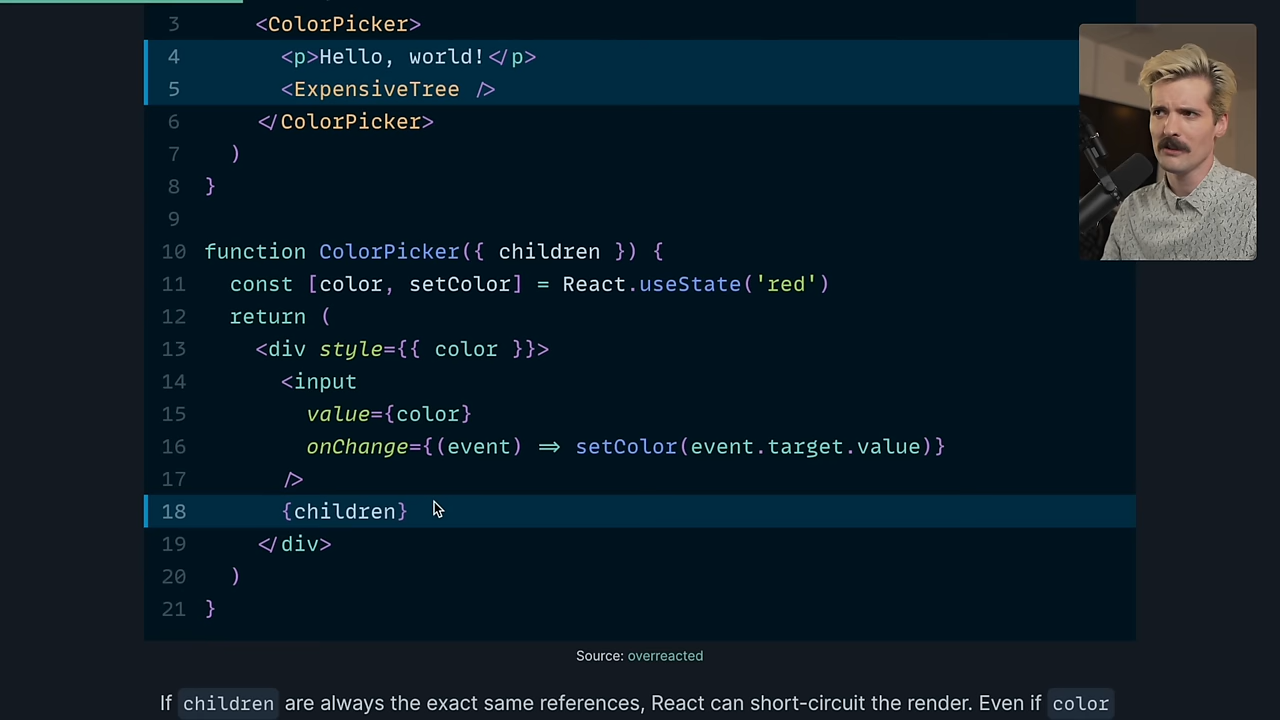 3 <ColorPicker>
4 <p>Hello, world!</p>
5 <ExpensiveTree />
6 </ColorPicker>
7 )
8 }
9
10 function ColorPicker({ children }) {
11 const [color, setColor] = React.useState('red')
12 return (
13 <div style={{ color }}>
14 <input
15 value={color}
16 onChange={(event) => setColor(event.target.value)}
17 />
18 {children}
19 </div>
20 )
21 }
Source: overreacted
If children are always the exact same references, React can short-circuit the render. Even if color